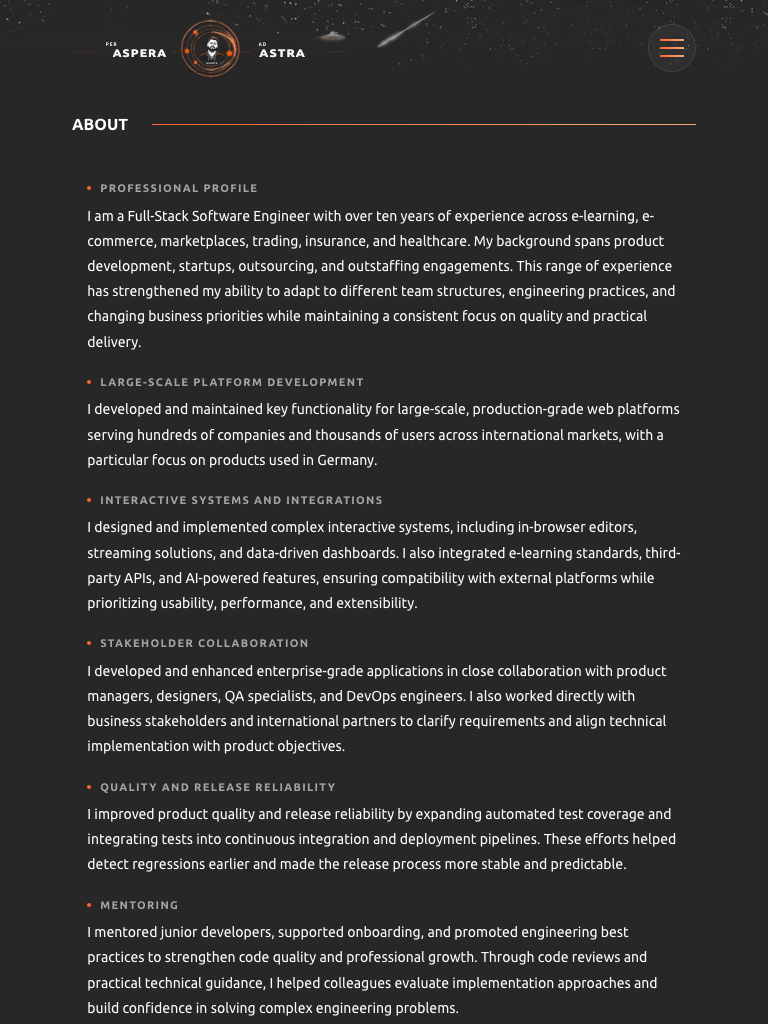 PER
ASPERA
AD
ASTRA
ABOUT
PROFESSIONAL PROFILE
I am a Full-Stack Software Engineer with over ten years of experience across e-learning, e-
commerce, marketplaces, trading, insurance, and healthcare. My background spans product
development, startups, outsourcing, and outstaffing engagements. This range of experience
has strengthened my ability to adapt to different team structures, engineering practices, and
changing business priorities while maintaining a consistent focus on quality and practical
delivery.
LARGE-SCALE PLATFORM DEVELOPMENT
I developed and maintained key functionality for large-scale, production-grade web platforms
serving hundreds of companies and thousands of users across international markets, with a
particular focus on products used in Germany.
INTERACTIVE SYSTEMS AND INTEGRATIONS
I designed and implemented complex interactive systems, including in-browser editors,
streaming solutions, and data-driven dashboards. I also integrated e-learning standards, third-
party APIs, and AI-powered features, ensuring compatibility with external platforms while
prioritizing usability, performance, and extensibility.
STAKEHOLDER COLLABORATION
I developed and enhanced enterprise-grade applications in close collaboration with product
managers, designers, QA specialists, and DevOps engineers. I also worked directly with
business stakeholders and international partners to clarify requirements and align technical
implementation with product objectives.
QUALITY AND RELEASE RELIABILITY
I improved product quality and release reliability by expanding automated test coverage and
integrating tests into continuous integration and deployment pipelines. These efforts helped
detect regressions earlier and made the release process more stable and predictable.
MENTORING
I mentored junior developers, supported onboarding, and promoted engineering best
practices to strengthen code quality and professional growth. Through code reviews and
practical technical guidance, I helped colleagues evaluate implementation approaches and
build confidence in solving complex engineering problems.